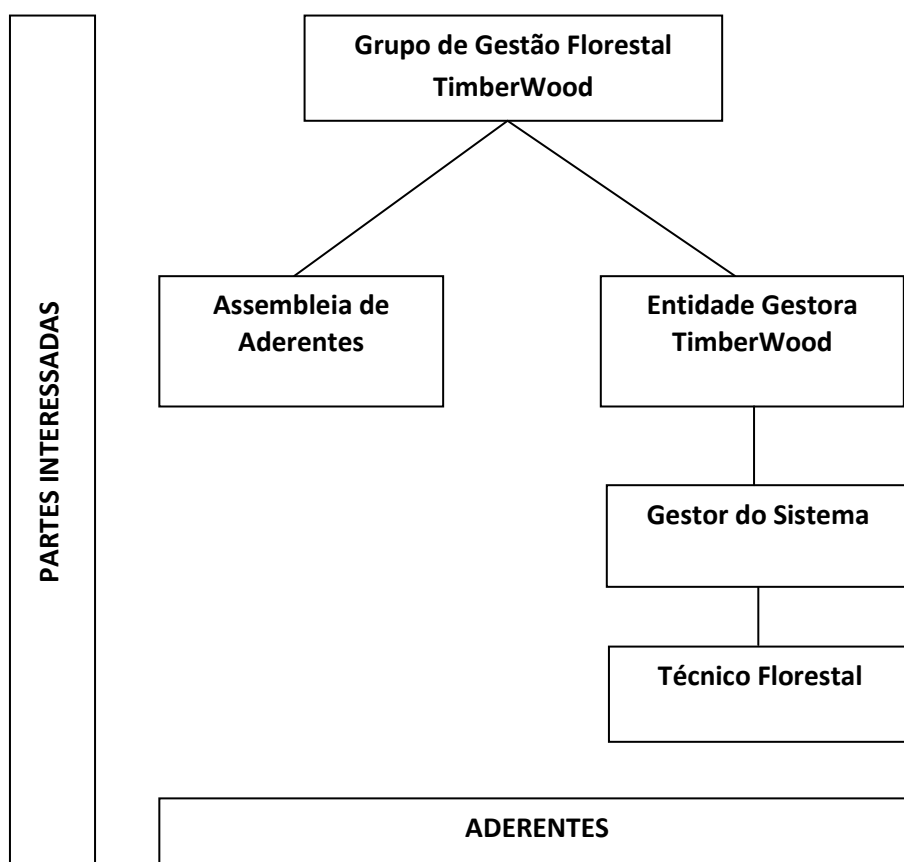 PARTES INTERESSADAS
Grupo de Gestão Florestal
TimberWood
Assembleia de
Aderentes
Entidade Gestora
TimberWood
Gestor do Sistema
Técnico Florestal
ADERENTES